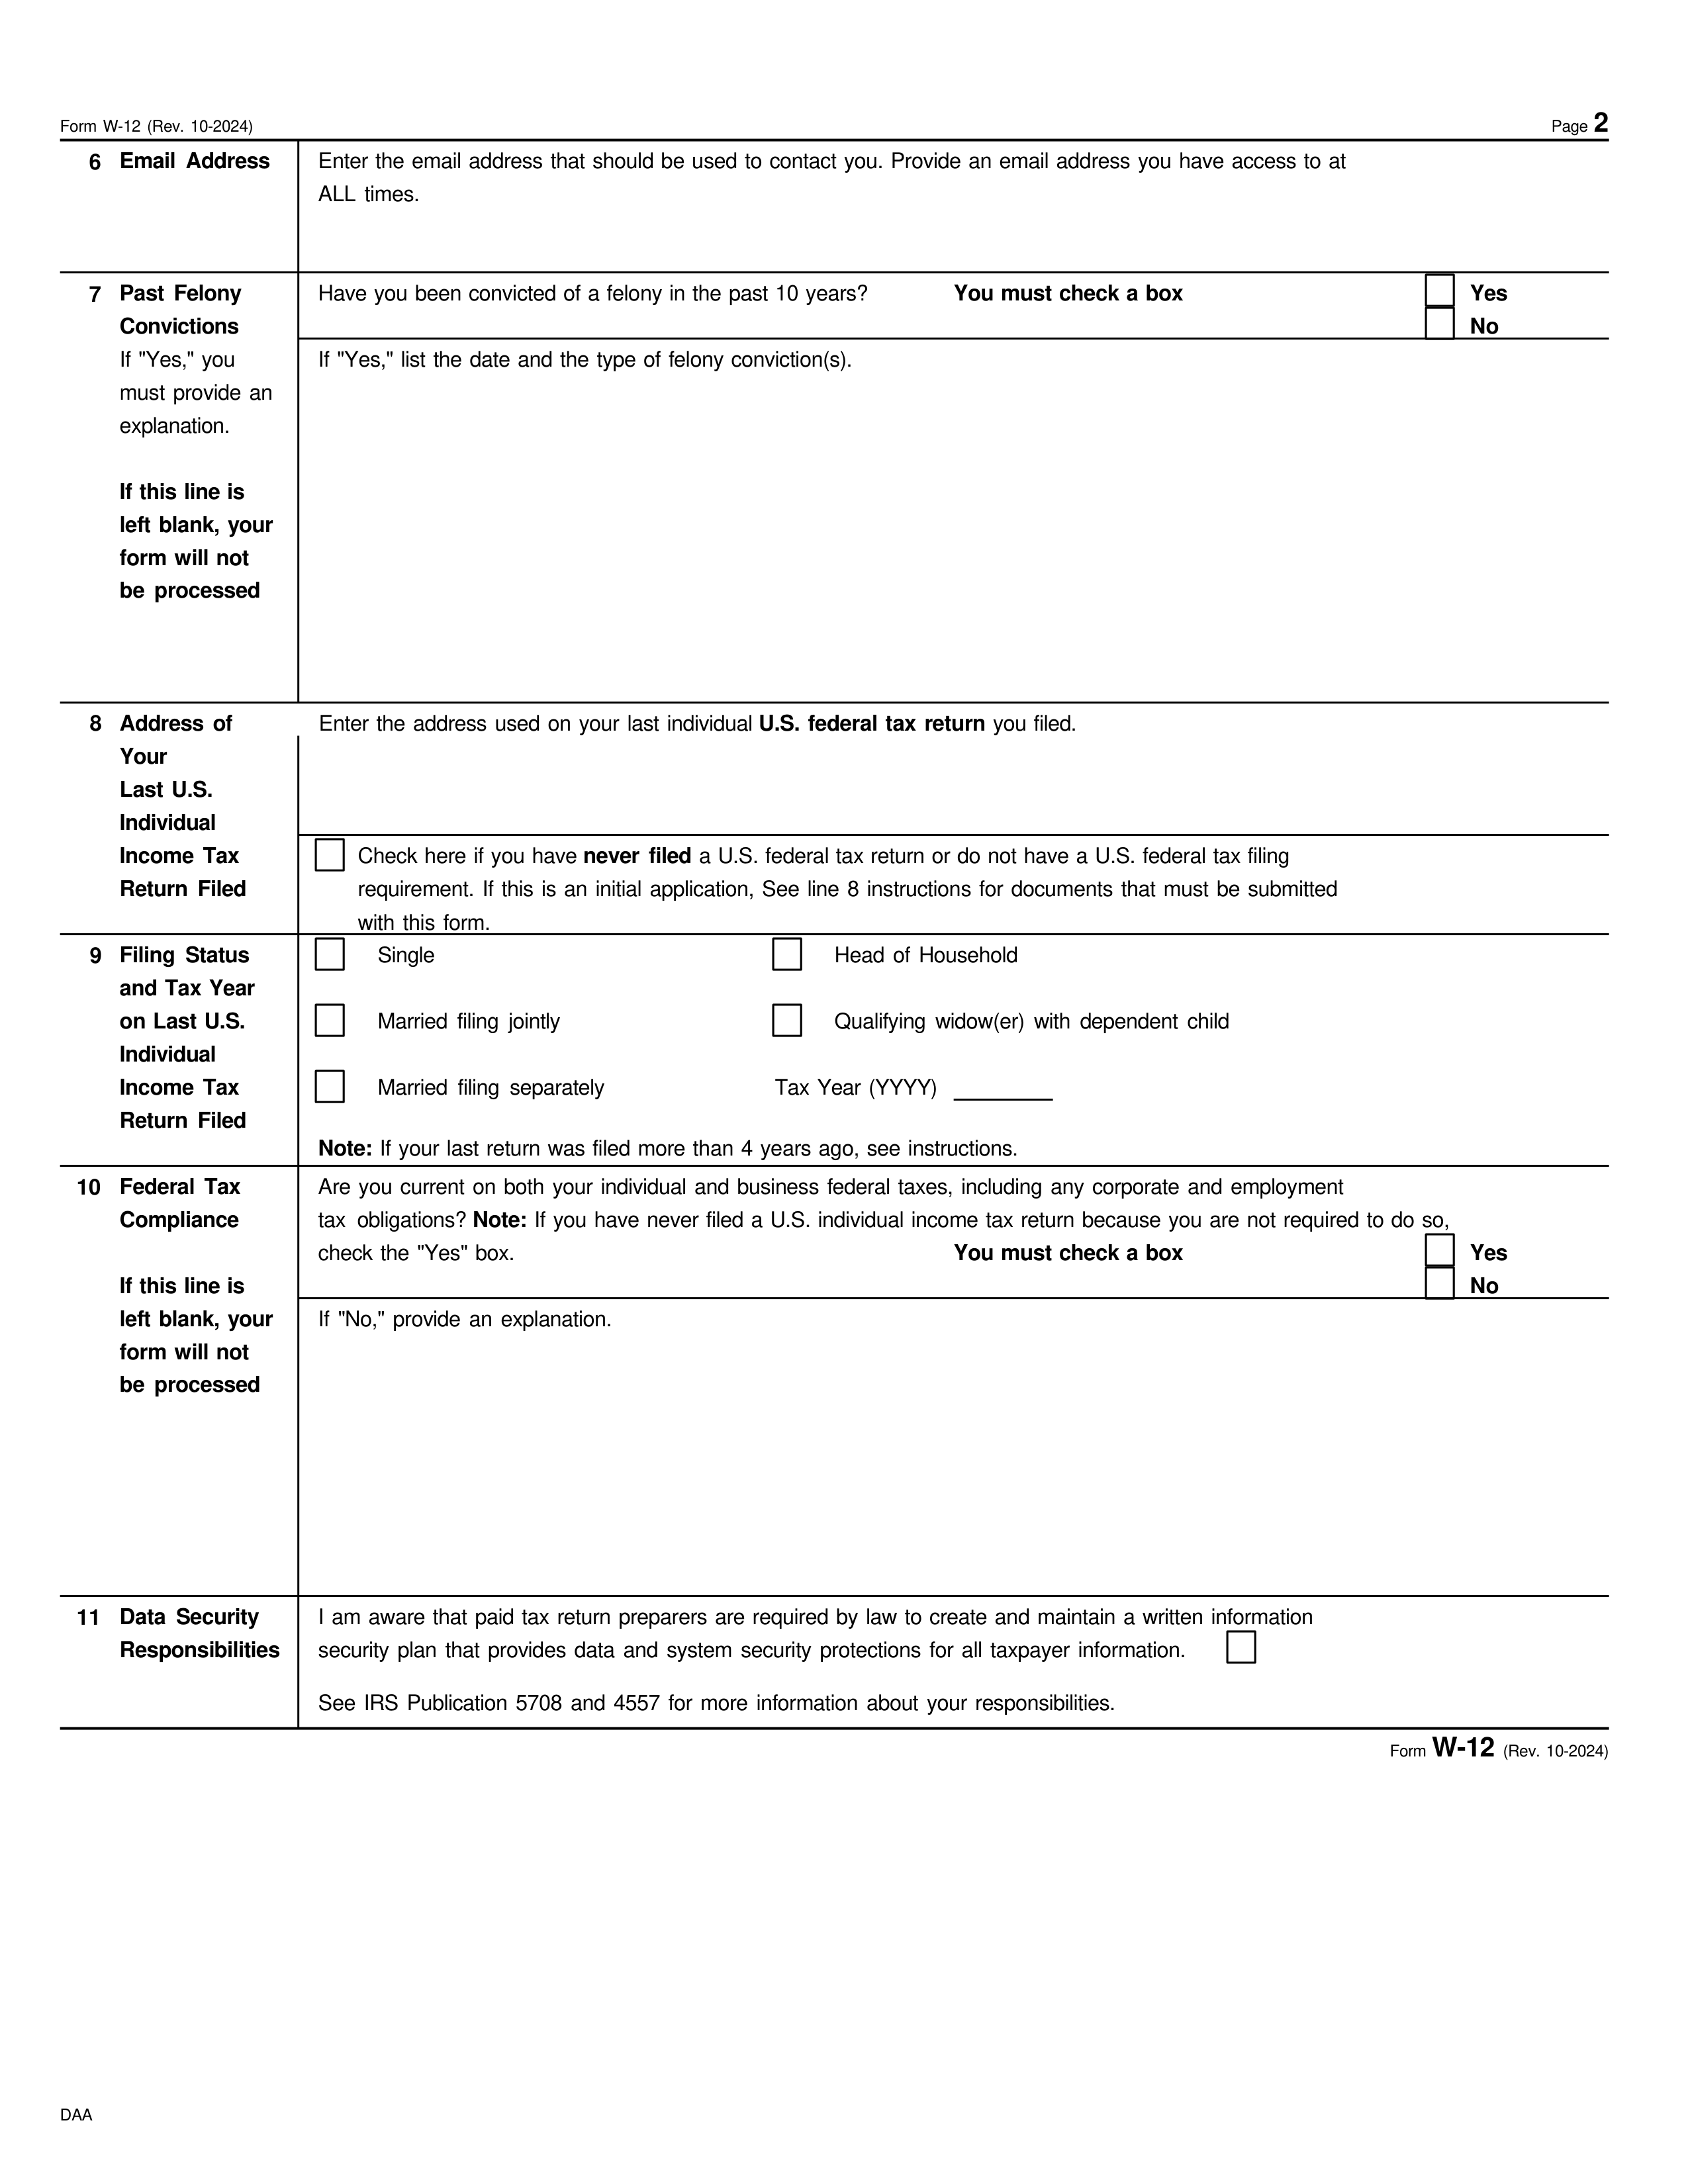 Form W-12 (Rev. 10-2024) Page 2
6 Email Address
Enter the email address that should be used to contact you. Provide an email address you have access to at
ALL times.
7 Past Felony
Convictions
If "Yes," you
must provide an
explanation.
If this line is
left blank, your
form will not
be processed
Have you been convicted of a felony in the past 10 years? You must check a box Yes
No
If "Yes," list the date and the type of felony conviction(s).
8 Address of
Your
Last U.S.
Individual
Income Tax
Return Filed
Enter the address used on your last individual U.S. federal tax return you filed.
Check here if you have never filed a U.S. federal tax return or do not have a U.S. federal tax filing
requirement. If this is an initial application, See line 8 instructions for documents that must be submitted
with this form.
9 Filing Status
and Tax Year
on Last U.S.
Individual
Income Tax
Return Filed
Single Head of Household
Married filing jointly Qualifying widow(er) with dependent child
Married filing separately Tax Year (YYYY)
Note: If your last return was filed more than 4 years ago, see instructions.
10 Federal Tax
Compliance
If this line is
left blank, your
form will not
be processed
Are you current on both your individual and business federal taxes, including any corporate and employment
tax obligations? Note: If you have never filed a U.S. individual income tax return because you are not required to do so,
check the "Yes" box. You must check a box Yes
No
If "No," provide an explanation.
11 Data Security
Responsibilities
I am aware that paid tax return preparers are required by law to create and maintain a written information
security plan that provides data and system security protections for all taxpayer information.
See IRS Publication 5708 and 4557 for more information about your responsibilities.
Form W-12 (Rev. 10-2024)
DAA